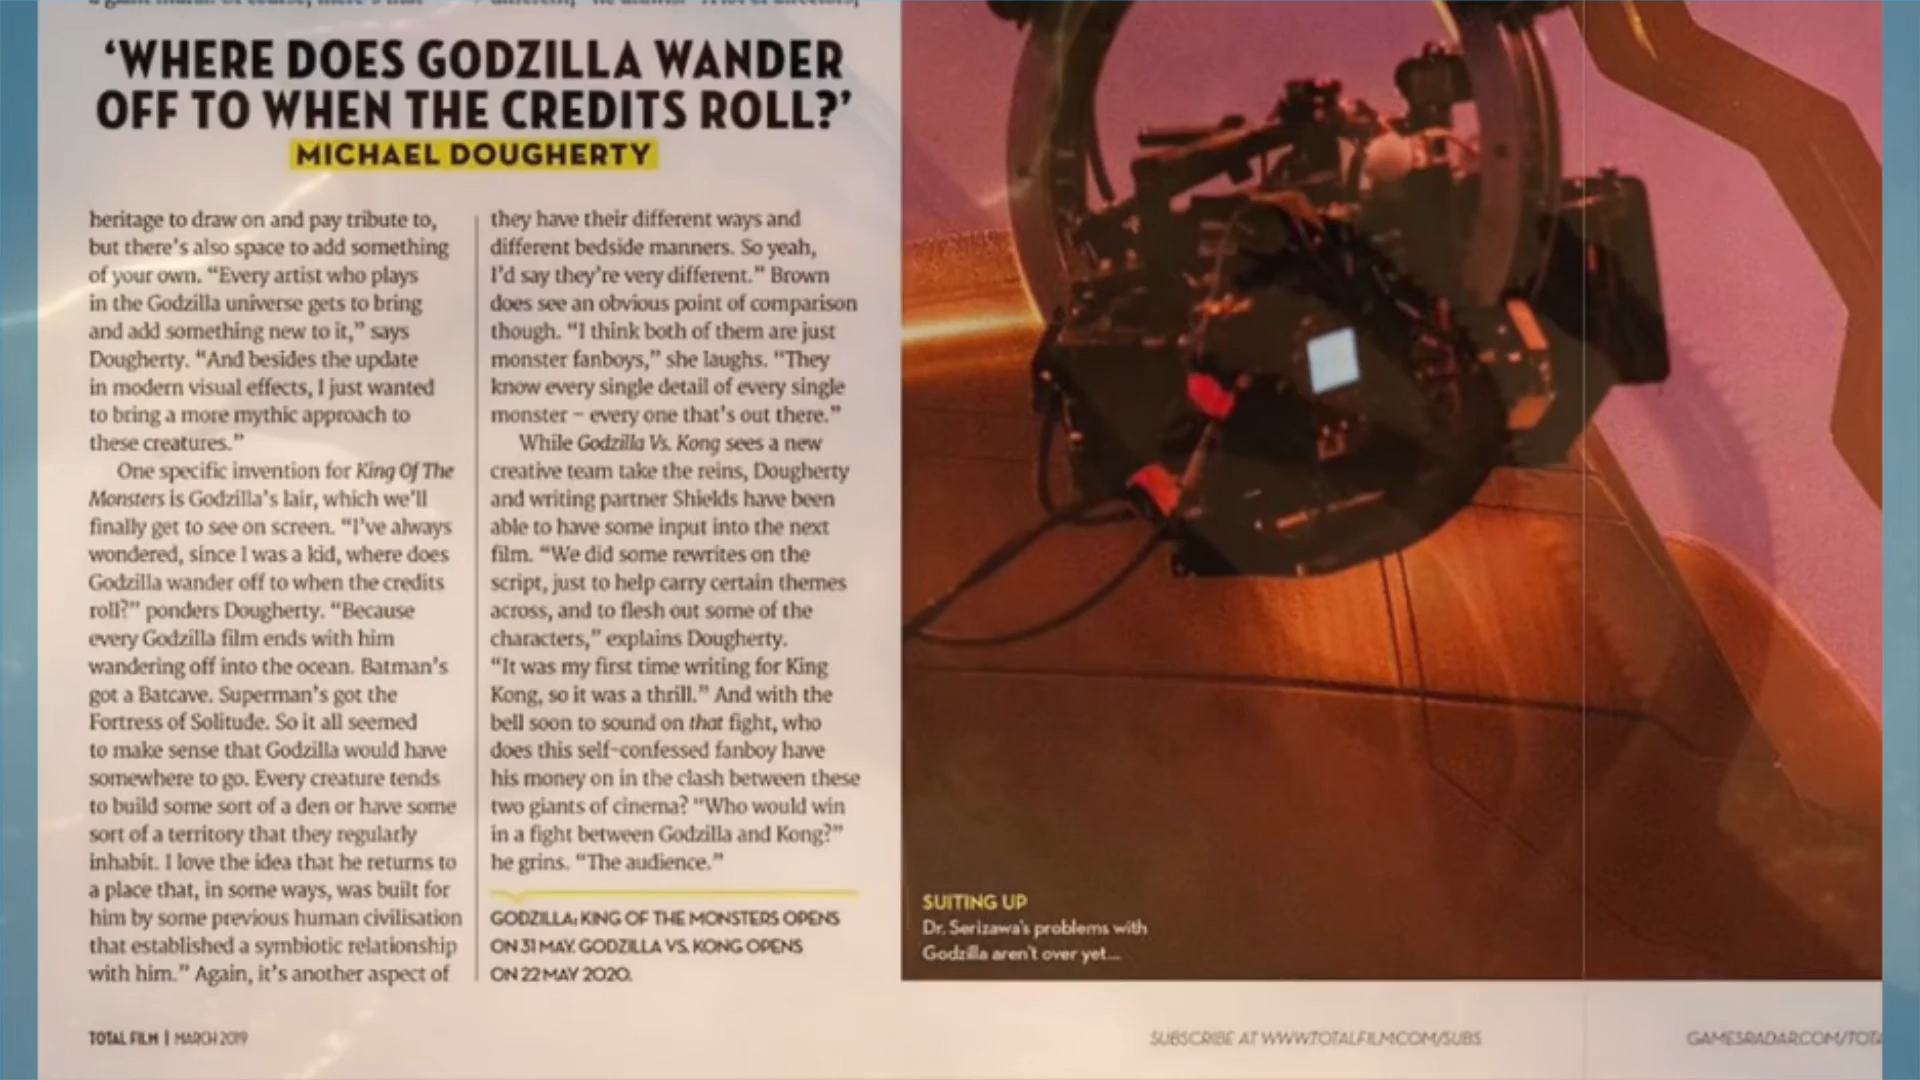 ‘WHERE DOES GODZILLA WANDER
OFF TO WHEN THE CREDITS ROLL?’
MICHAEL DOUGHERTY
heritage to draw on and pay tribute to,
but there’s also space to add something
of your own. “Every artist who plays
in the Godzilla universe gets to bring
and add something new to it,” says
Dougherty. “And besides the update
in modern visual effects, I just wanted
to bring a more mythic approach to
these creatures.”
One specific invention for King Of The
Monsters is Godzilla’s lair, which we’ll
finally get to see on screen. “I’ve always
wondered, since I was a kid, where does
Godzilla wander off to when the credits
roll?” ponders Dougherty. “Because
every Godzilla film ends with him
wandering off into the ocean. Batman’s
got a Batcave. Superman’s got the
Fortress of Solitude. So it all seemed
to make sense that Godzilla would have
somewhere to go. Every creature tends
to build some sort of a den or have some
sort of a territory that they regularly
inhabit. I love the idea that he returns to
a place that, in some ways, was built for
him by some previous human civilisation
that established a symbiotic relationship
with him.” Again, it’s another aspect of
they have their different ways and
different bedside manners. So yeah,
I’d say they’re very different.” Brown
does see an obvious point of comparison
though. “I think both of them are just
monster fanboys,” she laughs. “They
know every single detail of every single
monster – every one that’s out there.”
While Godzilla Vs. Kong sees a new
creative team take the reins, Dougherty
and writing partner Shields have been
able to have some input into the next
film. “We did some rewrites on the
script, just to help carry certain themes
across, and to flesh out some of the
characters,” explains Dougherty.
“It was my first time writing for King
Kong, so it was a thrill.” And with the
bell soon to sound on that fight, who
does this self-confessed fanboy have
his money on in the clash between these
two giants of cinema? “Who would win
in a fight between Godzilla and Kong?”
he grins. “The audience.”
GODZILLA: KING OF THE MONSTERS OPENS
ON 31 MAY. GODZILLA VS. KONG OPENS
ON 22 MAY 2020.
SUITING UP
Dr. Serizawa’s problems with
Godzilla aren’t over yet...
TOTAL FILM | MARCH 2019
SUBSCRIBE AT WWW.TOTALFILM.COM/SUBS
GAMESRADAR.COM/TOTA